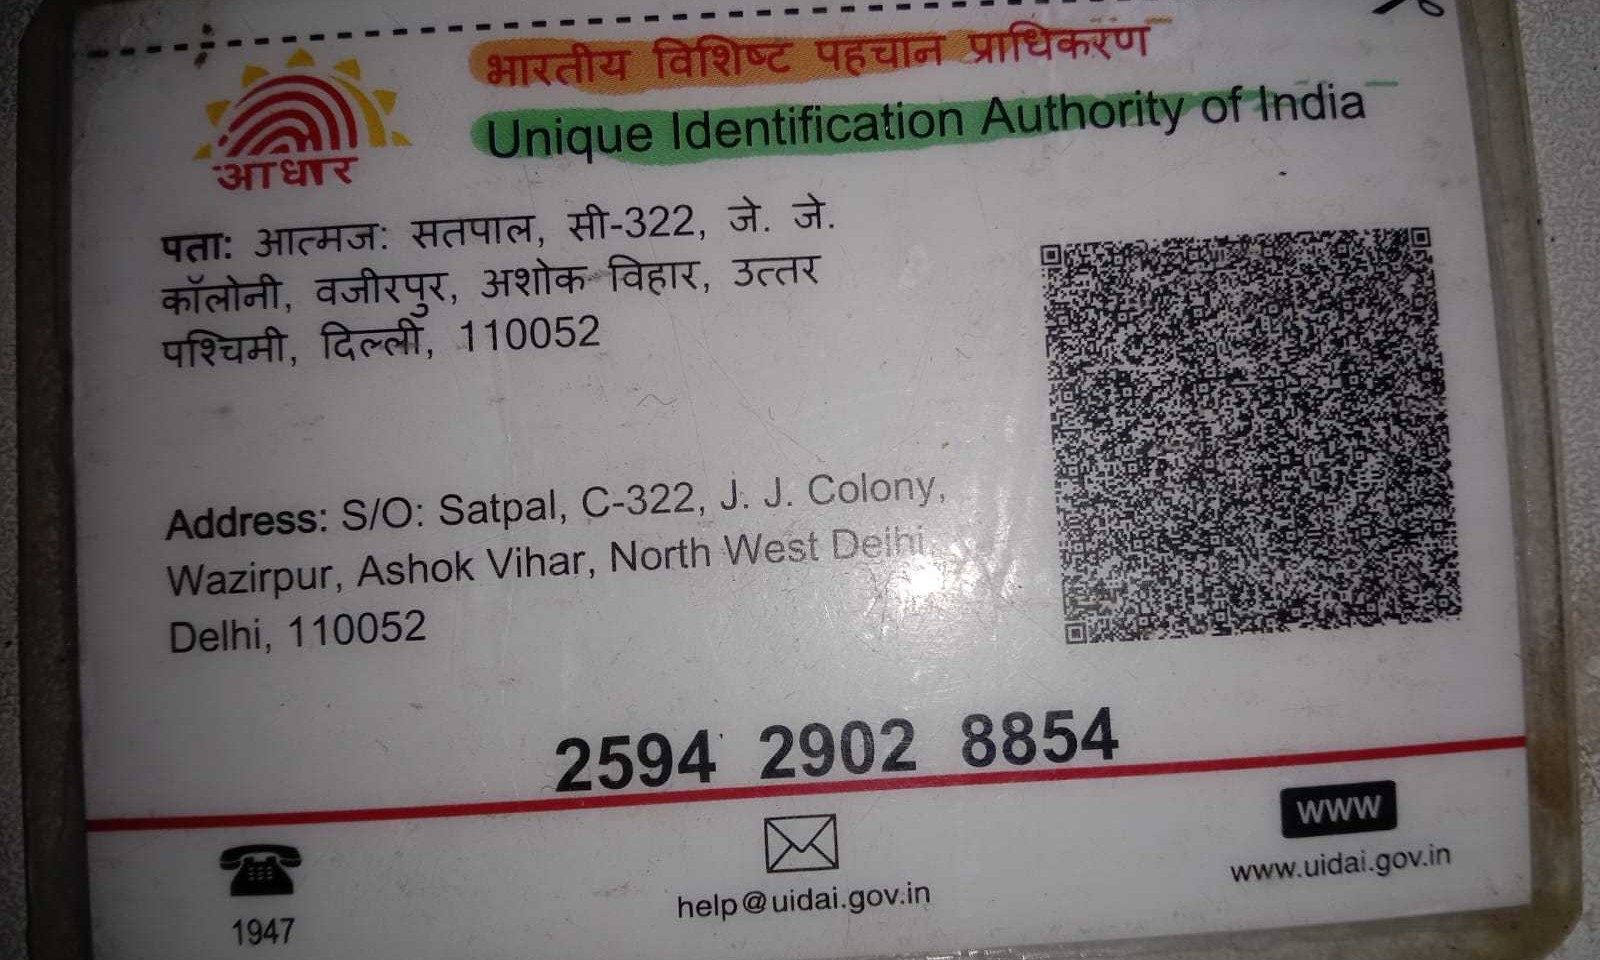 भारतीय विशिष्ट पहचान प्राधिकरण
Unique Identification Authority of India
आधार
पता: आत्मज: सतपाल, सी-322, जे. जे.
कॉलोनी, वजीरपुर, अशोक विहार, उत्तर
पश्चिमी, दिल्ली, 110052
Address: S/O: Satpal, C-322, J. J. Colony,
Wazirpur, Ashok Vihar, North West Delhi,
Delhi, 110052
2594 2902 8854
WWW
1947
help@uidai.gov.in
www.uidai.gov.in